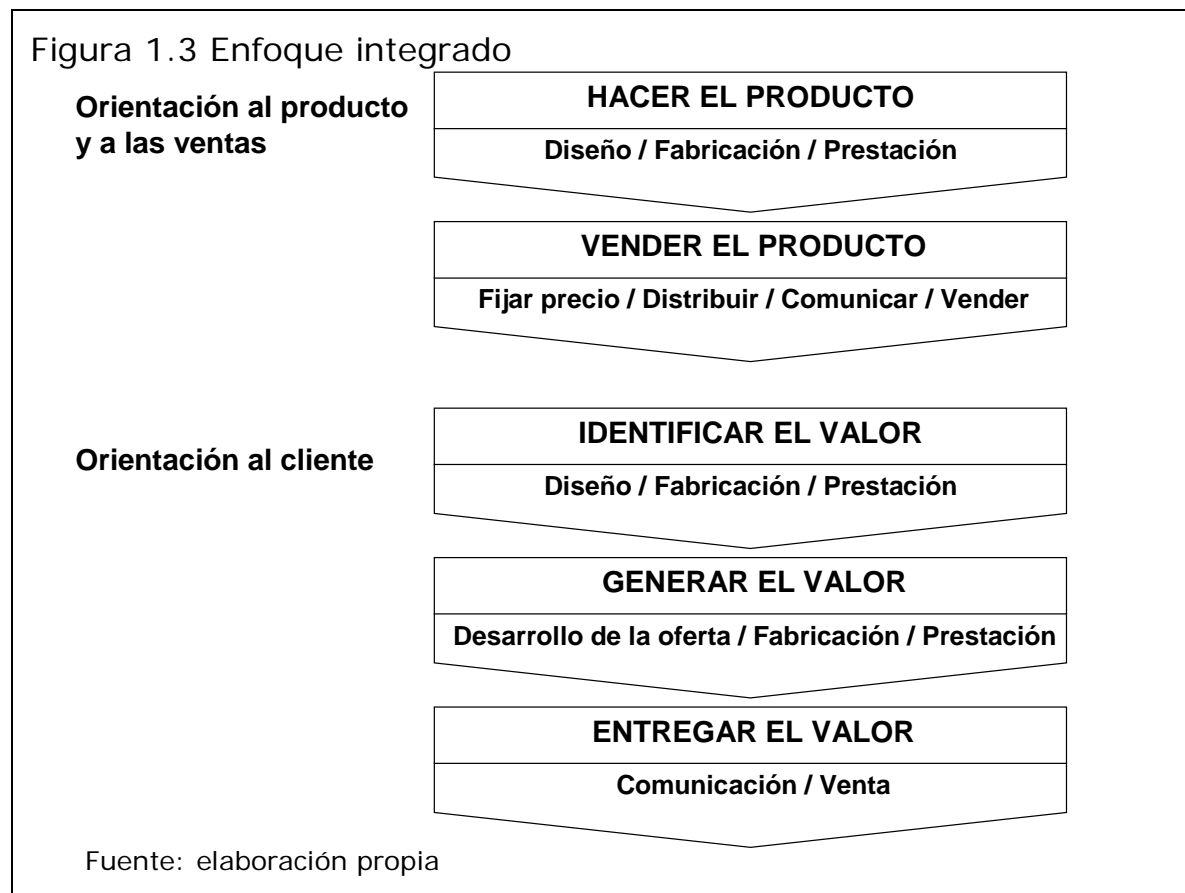 Figura 1.3 Enfoque integrado
Orientación al producto
y a las ventas
HACER EL PRODUCTO
Diseño / Fabricación / Prestación
VENDER EL PRODUCTO
Fijar precio / Distribuir / Comunicar / Vender
Orientación al cliente
IDENTIFICAR EL VALOR
Diseño / Fabricación / Prestación
GENERAR EL VALOR
Desarrollo de la oferta / Fabricación / Prestación
ENTREGAR EL VALOR
Comunicación / Venta
Fuente: elaboración propia